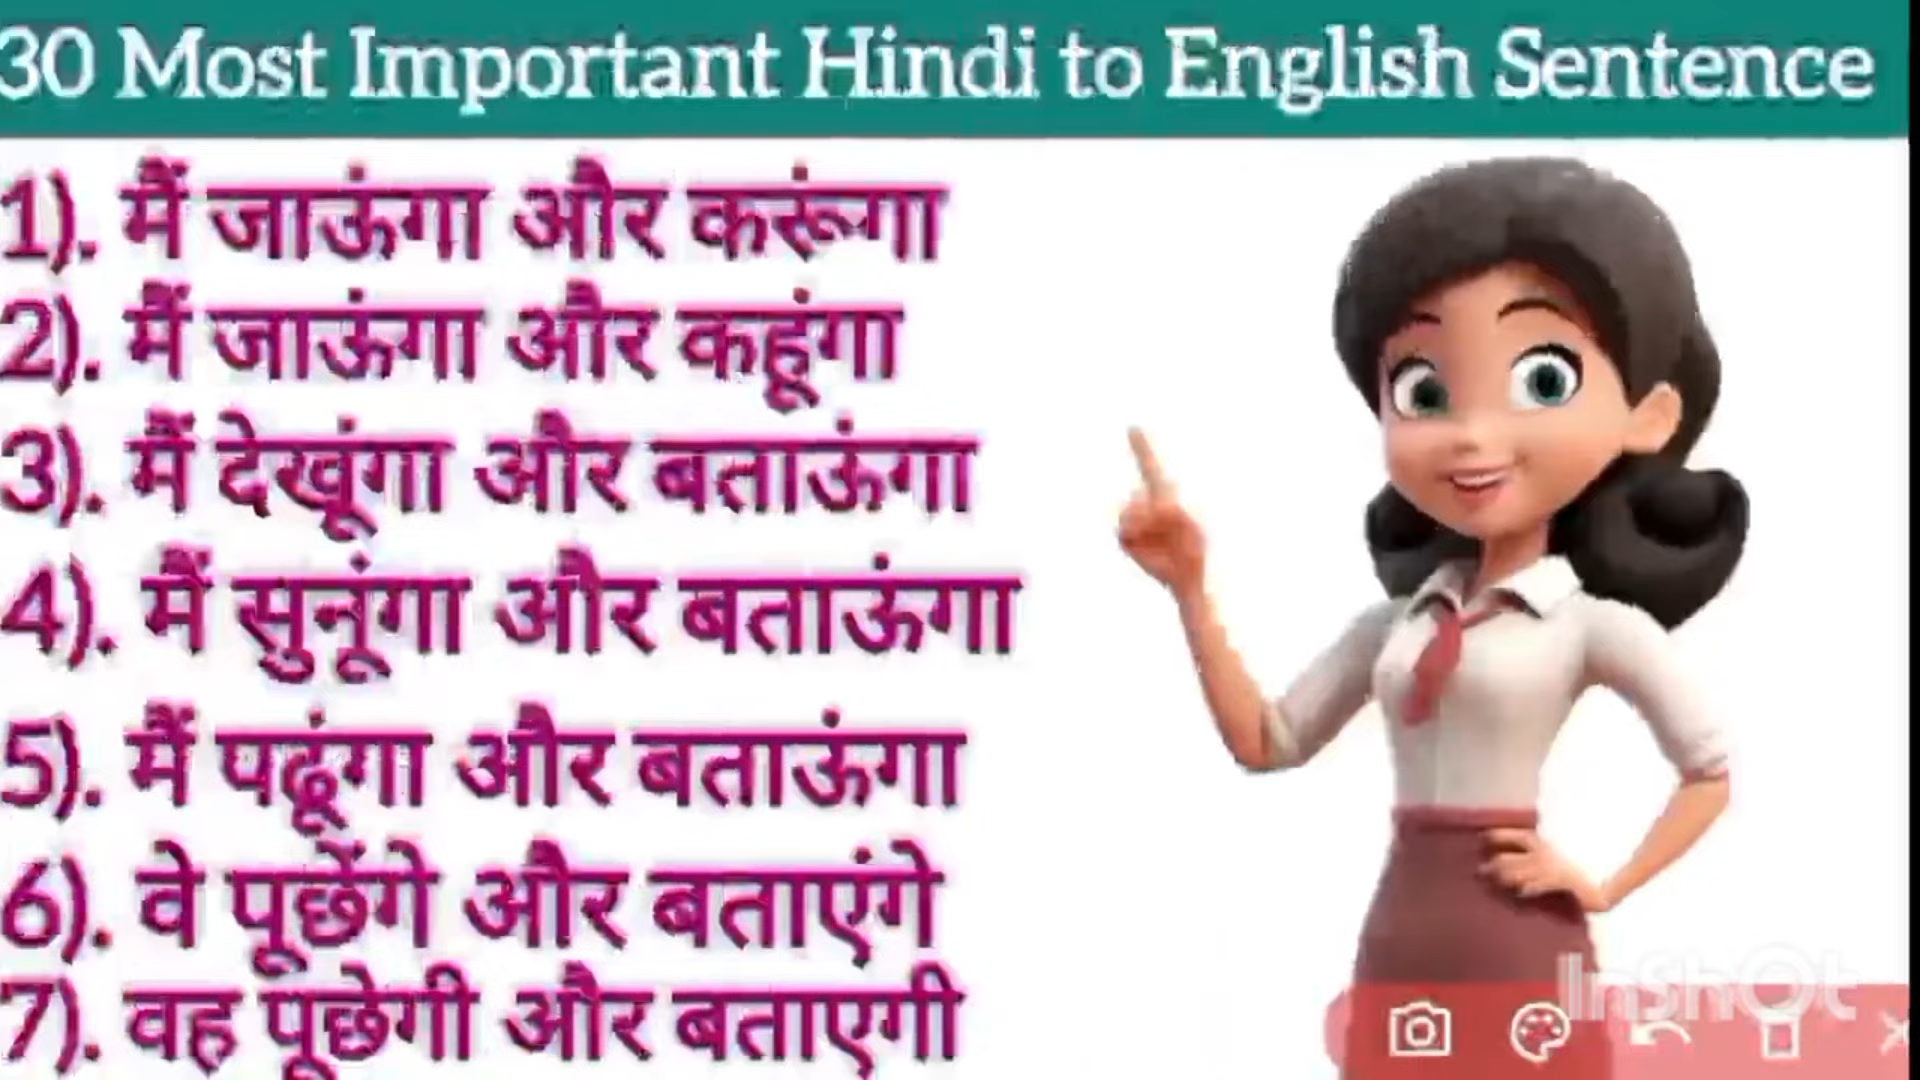 30 Most Important Hindi to English Sentence
1). मैं जाऊंगा और करूंगा
2). मैं जाऊंगा और कहूंगा
3). मैं देखूंगा और बताऊंगा
4). मैं सुनूंगा और बताऊंगा
5). मैं पढूंगा और बताऊंगा
6). वे पूछेंगे और बताएंगे
7). वह पूछेगी और बताएगी
InShOt